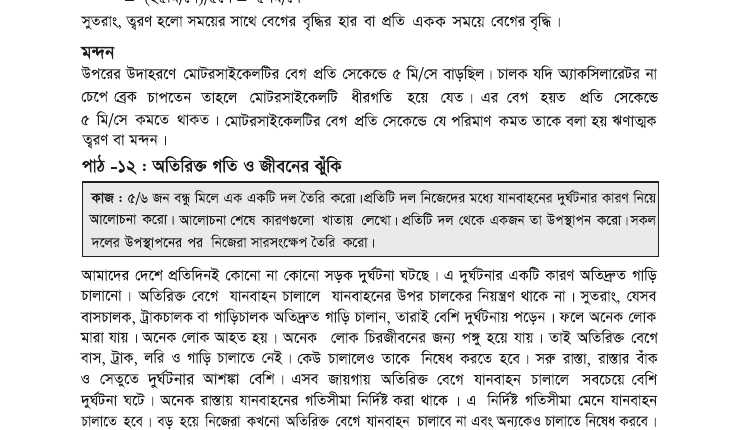 সুতরাং, ত্বরণ হলো সময়ের সাথে বেগের বৃদ্ধির হার বা প্রতি একক সময়ে বেগের বৃদ্ধি।
মন্দন
উপরের উদাহরণে মোটরসাইকেলটির বেগ প্রতি সেকেন্ডে ৫ মি/সে বাড়ছিল। চালক যদি অ্যাকসিলারেটর না
চেপে ব্রেক চাপতেন তাহলে মোটরসাইকেলটি ধীরগতি হয়ে যেত। এর বেগ হয়ত প্রতি সেকেন্ডে
৫ মি/সে কমতে থাকত। মোটরসাইকেলটির বেগ প্রতি সেকেন্ডে যে পরিমাণ কমত তাকে বলা হয় ঋণাত্মক
ত্বরণ বা মন্দন।
পাঠ –১২ : অতিরিক্ত গতি ও জীবনের ঝুঁকি
কাজ : ৫/৬ জন বন্ধু মিলে এক একটি দল তৈরি করো।প্রতিটি দল নিজেদের মধ্যে যানবাহনের দুর্ঘটনার কারণ নিয়ে
আলোচনা করো। আলোচনা শেষে কারণগুলো খাতায় লেখো। প্রতিটি দল থেকে একজন তা উপস্থাপন করো। সকল
দলের উপস্থাপনের পর নিজেরা সারসংক্ষেপ তৈরি করো।
আমাদের দেশে প্রতিদিনই কোনো না কোনো সড়ক দুর্ঘটনা ঘটছে। এ দুর্ঘটনার একটি কারণ অতিদ্রুত গাড়ি
চালানো। অতিরিক্ত বেগে যানবাহন চালালে যানবাহনের উপর চালকের নিয়ন্ত্রণ থাকে না। সুতরাং, যেসব
বাসচালক, ট্রাকচালক বা গাড়িচালক অতিদ্রুত গাড়ি চালান, তারাই বেশি দুর্ঘটনায় পড়েন। ফলে অনেক লোক
মারা যায়। অনেক লোক আহত হয়। অনেক লোক চিরজীবনের জন্য পঙ্গু হয়ে যায়। তাই অতিরিক্ত বেগে
বাস, ট্রাক, লরি ও গাড়ি চালাতে নেই। কেউ চালালেও তাকে নিষেধ করতে হবে। সরু রাস্তা, রাস্তার বাঁক
ও সেতুতে দুর্ঘটনার আশঙ্কা বেশি। এসব জায়গায় অতিরিক্ত বেগে যানবাহন চালালে সবচেয়ে বেশি
দুর্ঘটনা ঘটে। অনেক রাস্তায় যানবাহনের গতিসীমা নির্দিষ্ট করা থাকে। এ নির্দিষ্ট গতিসীমা মেনে যানবাহন
চালাতে হবে। বড় হয়ে নিজেরা কখনো অতিরিক্ত বেগে যানবাহন চালাবে না এবং অন্যকেও চালাতে নিষেধ করবে।